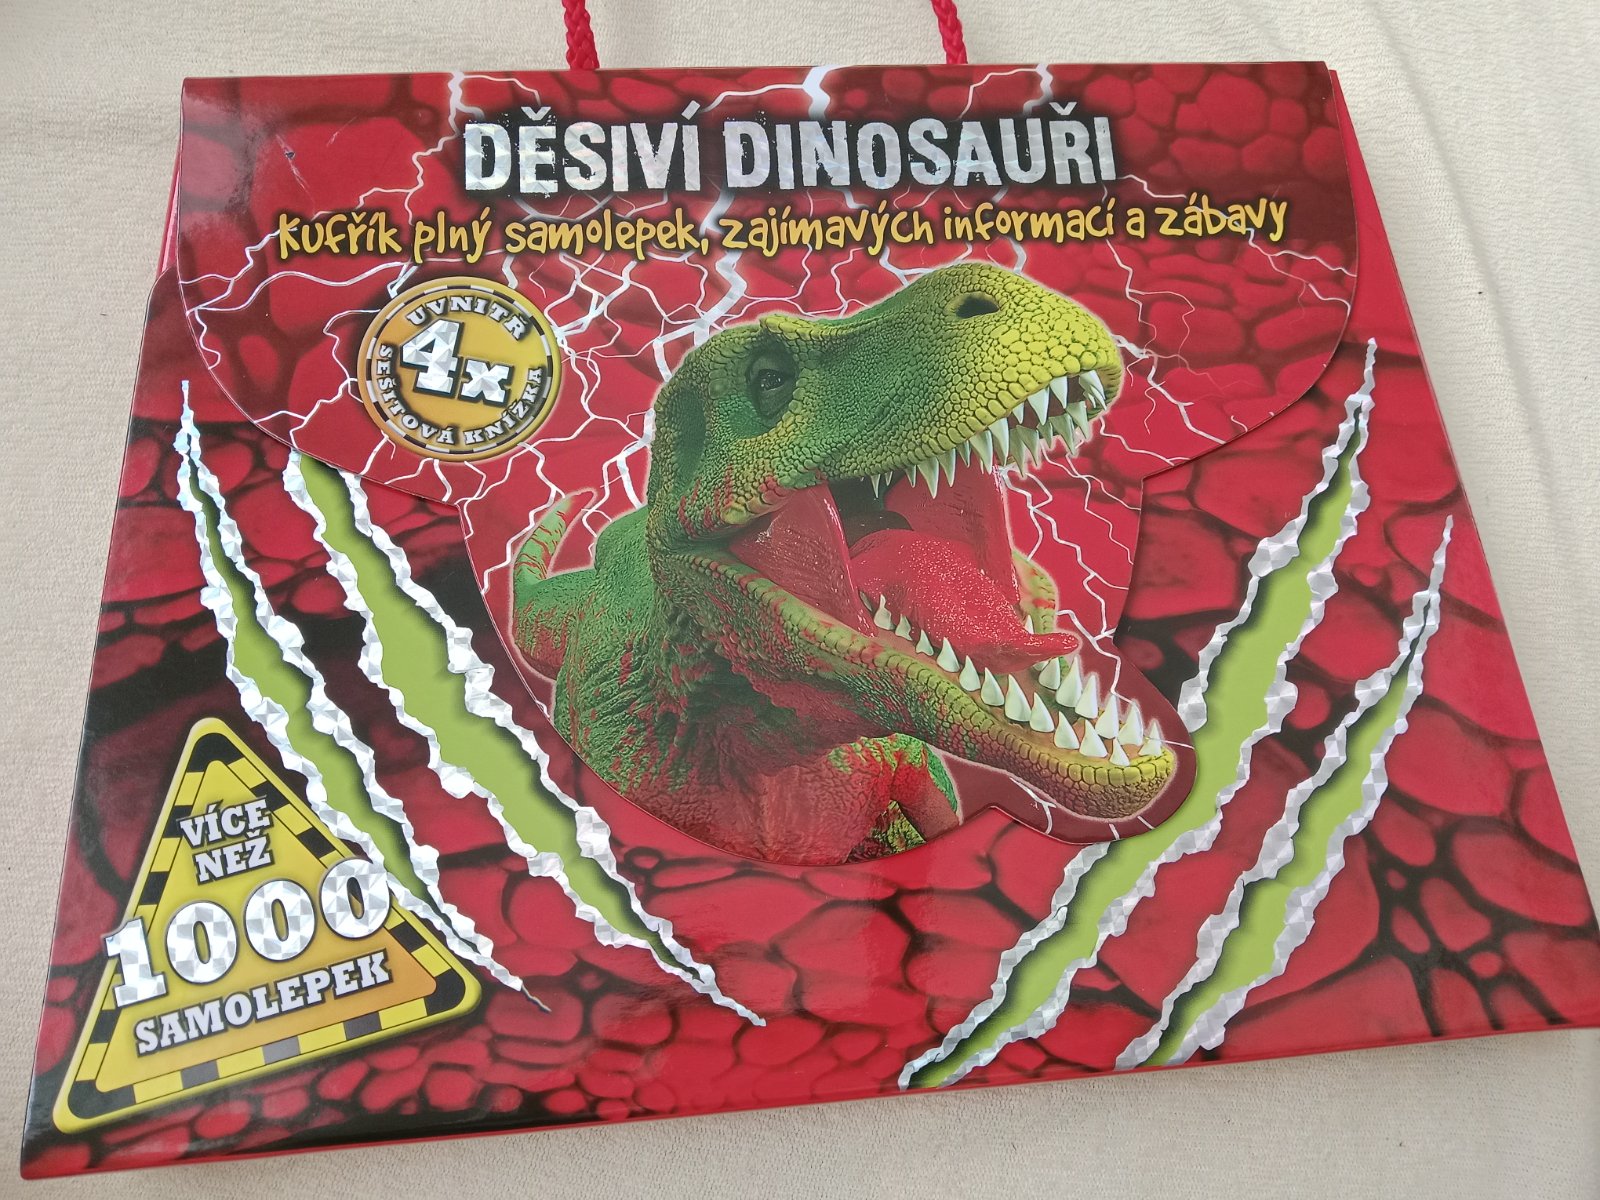 DĚSIVÍ DINOSAUŘI
Kufřík plný samolepek, zajímavých informací a zábavy
UVNITŘ
4x
SEŠITOVÁ KNÍŽKA
VÍCE
NEŽ
1000
SAMOLEPEK